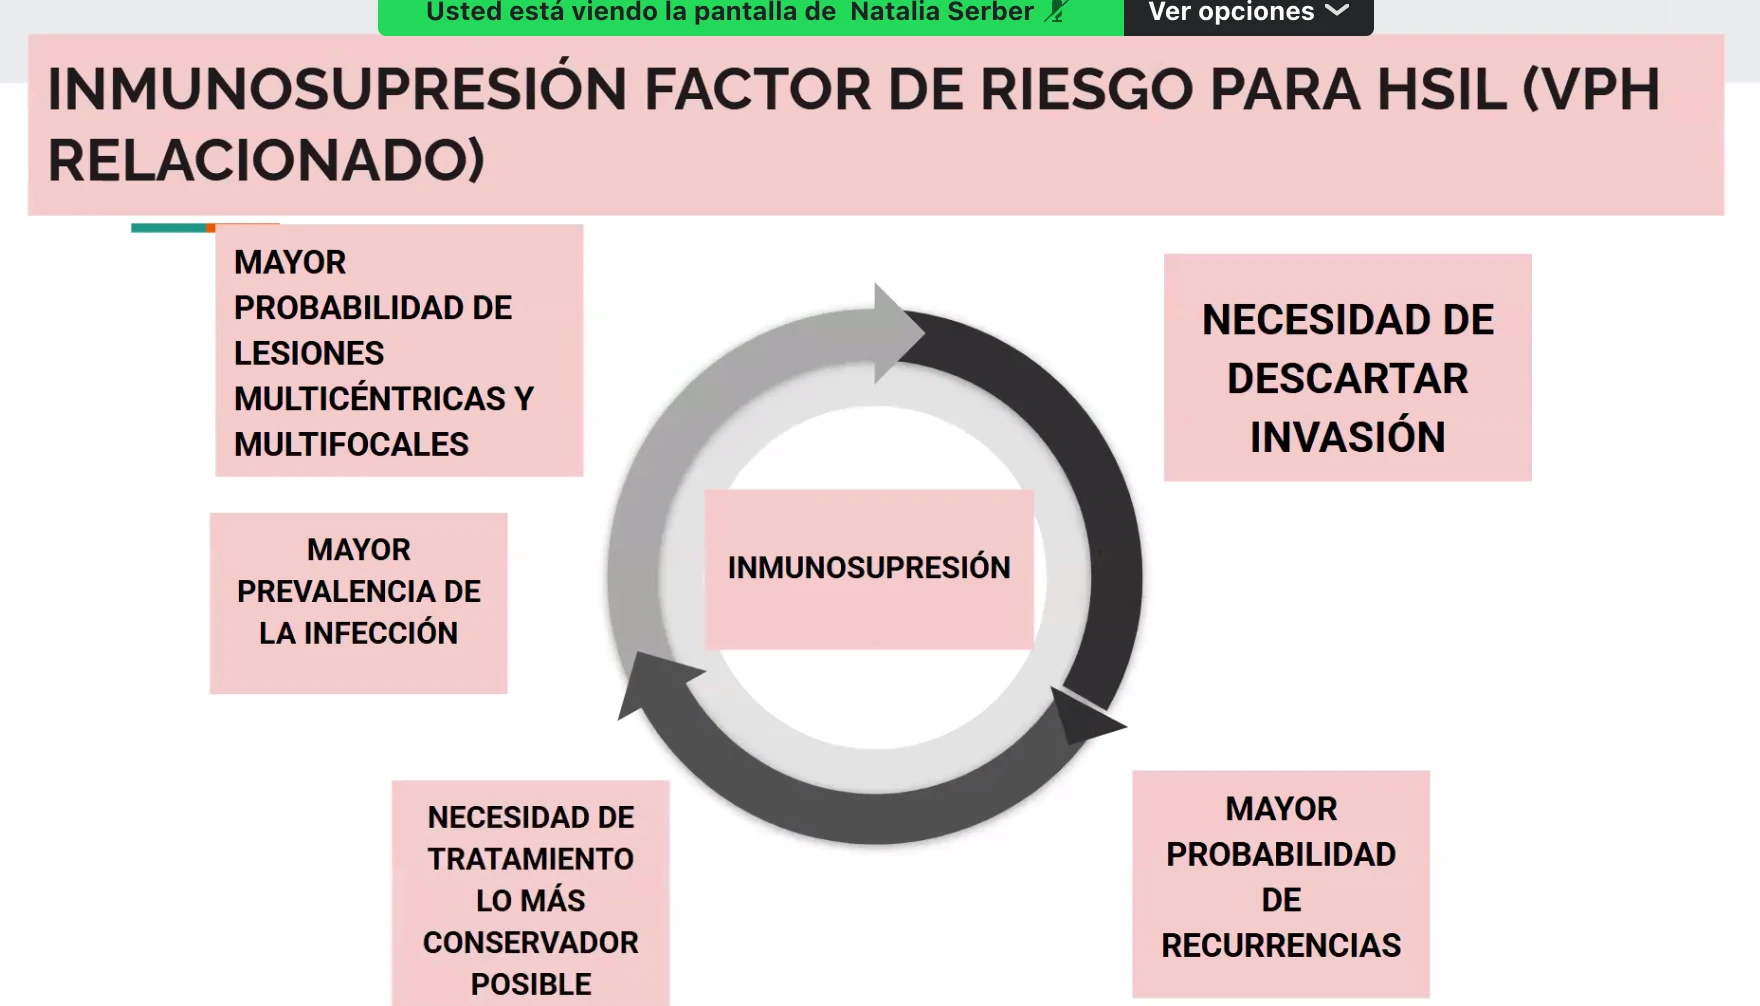 Usted está viendo la pantalla de Natalia Serber
Ver opciones
INMUNOSUPRESIÓN FACTOR DE RIESGO PARA HSIL (VPH
RELACIONADO)
MAYOR
PROBABILIDAD DE
LESIONES
MULTICÉNTRICAS Y
MULTIFOCALES
NECESIDAD DE
DESCARTAR
INVASIÓN
MAYOR
PREVALENCIA DE
LA INFECCIÓN
INMUNOSUPRESIÓN
NECESIDAD DE
TRATAMIENTO
LO MÁS
CONSERVADOR
POSIBLE
MAYOR
PROBABILIDAD
DE
RECURRENCIAS